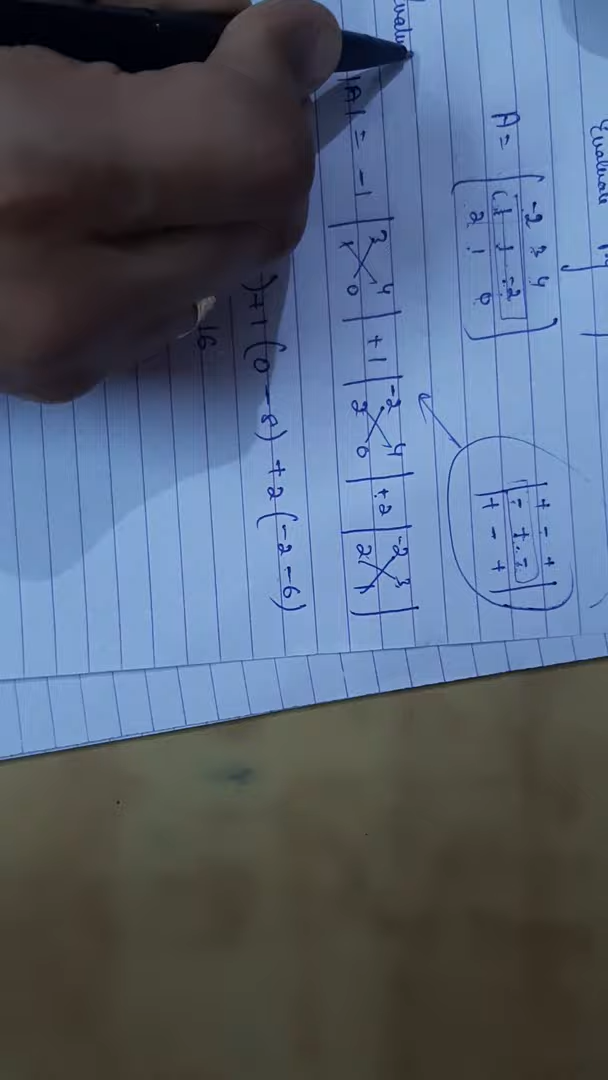 Evaluate
A = [ -2 3 4
1 1 -2
2 1 0 ]
| + - +
- + -
+ - + |
|A| = -1 | 3 4
1 0 | + 1 | -2 4
2 0 | + 2 | -2 3
2 1 |
) + 1 (0 - 8) + 2 (-2 - 6)
16